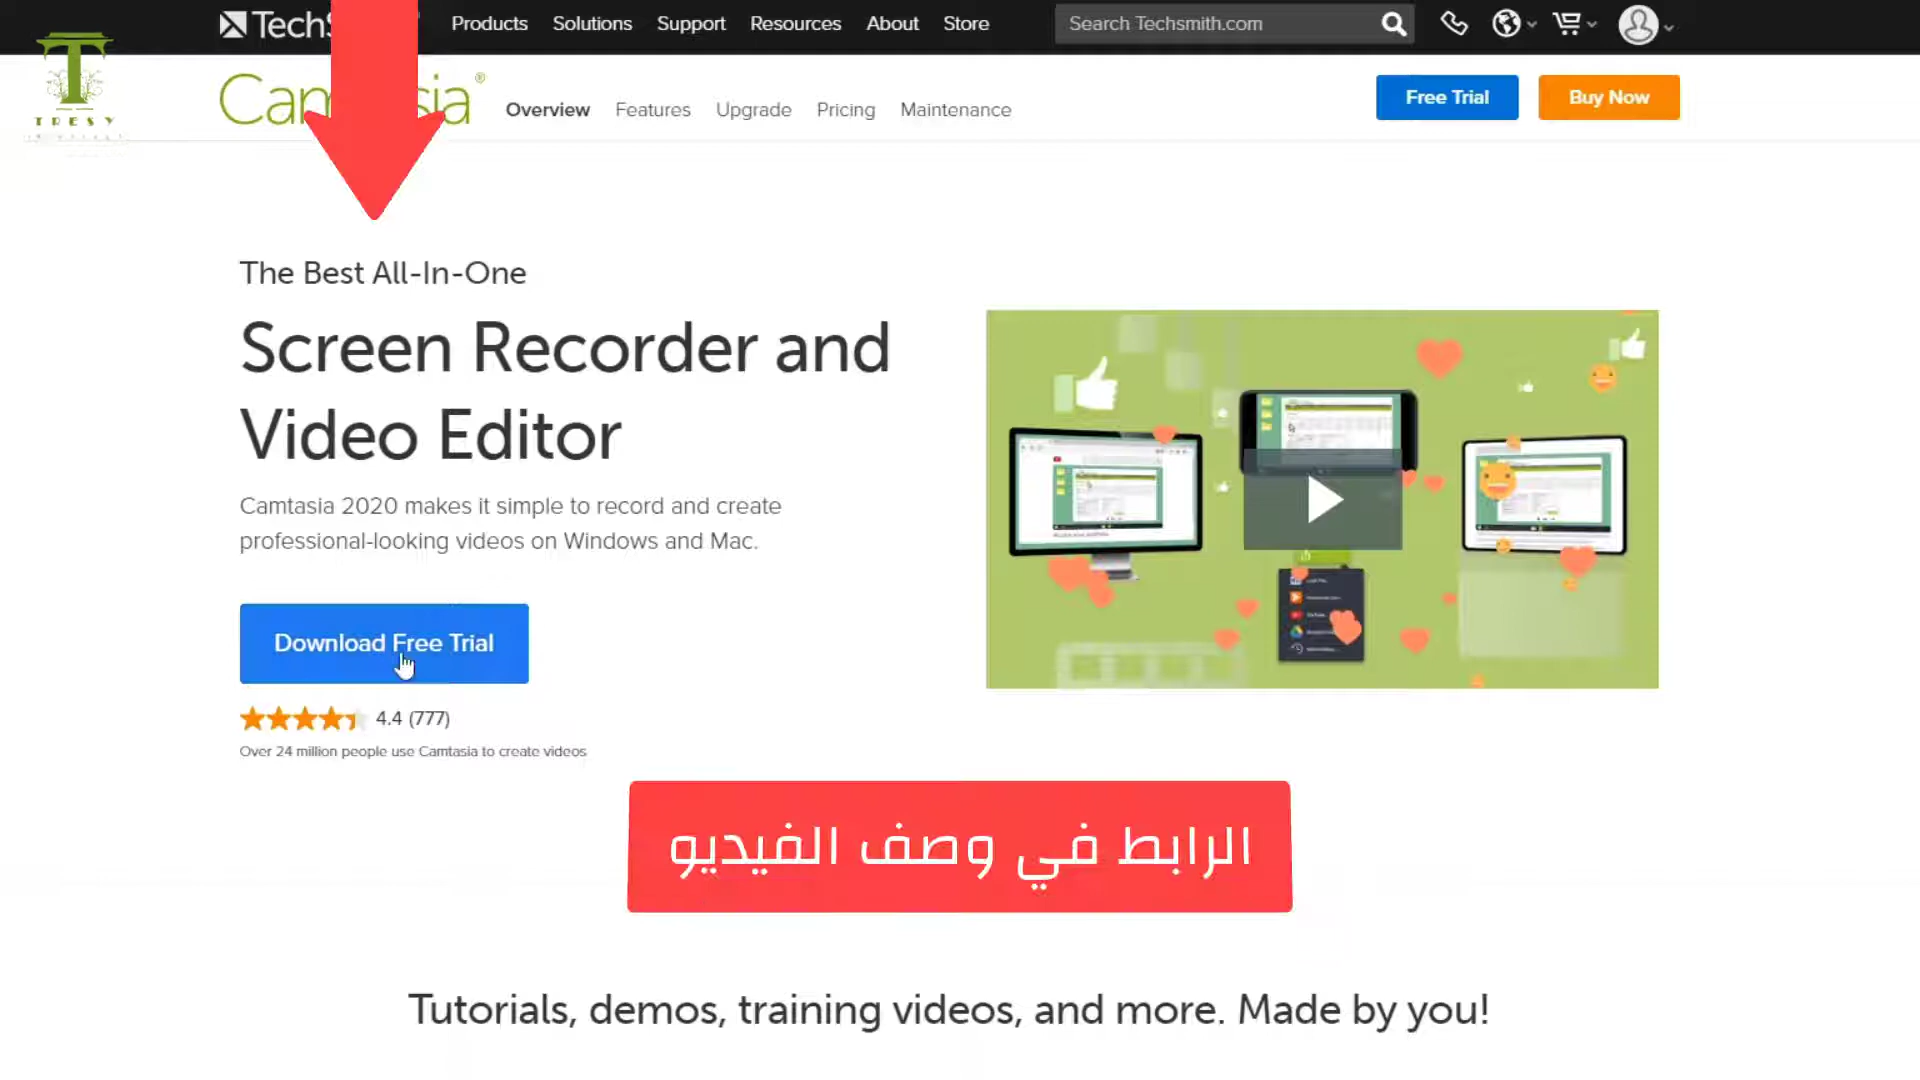 Products Solutions Support Resources About Store
Search Techsmith.com
TRESY
Overview Features Upgrade Pricing Maintenance
Free Trial
Buy Now
The Best All-In-One
Screen Recorder and
Video Editor
Camtasia 2020 makes it simple to record and create
professional-looking videos on Windows and Mac.
Download Free Trial
4.4 (777)
Over 24 million people use Camtasia to create videos
الرابط في وصف الفيديو
Tutorials, demos, training videos, and more. Made by you!